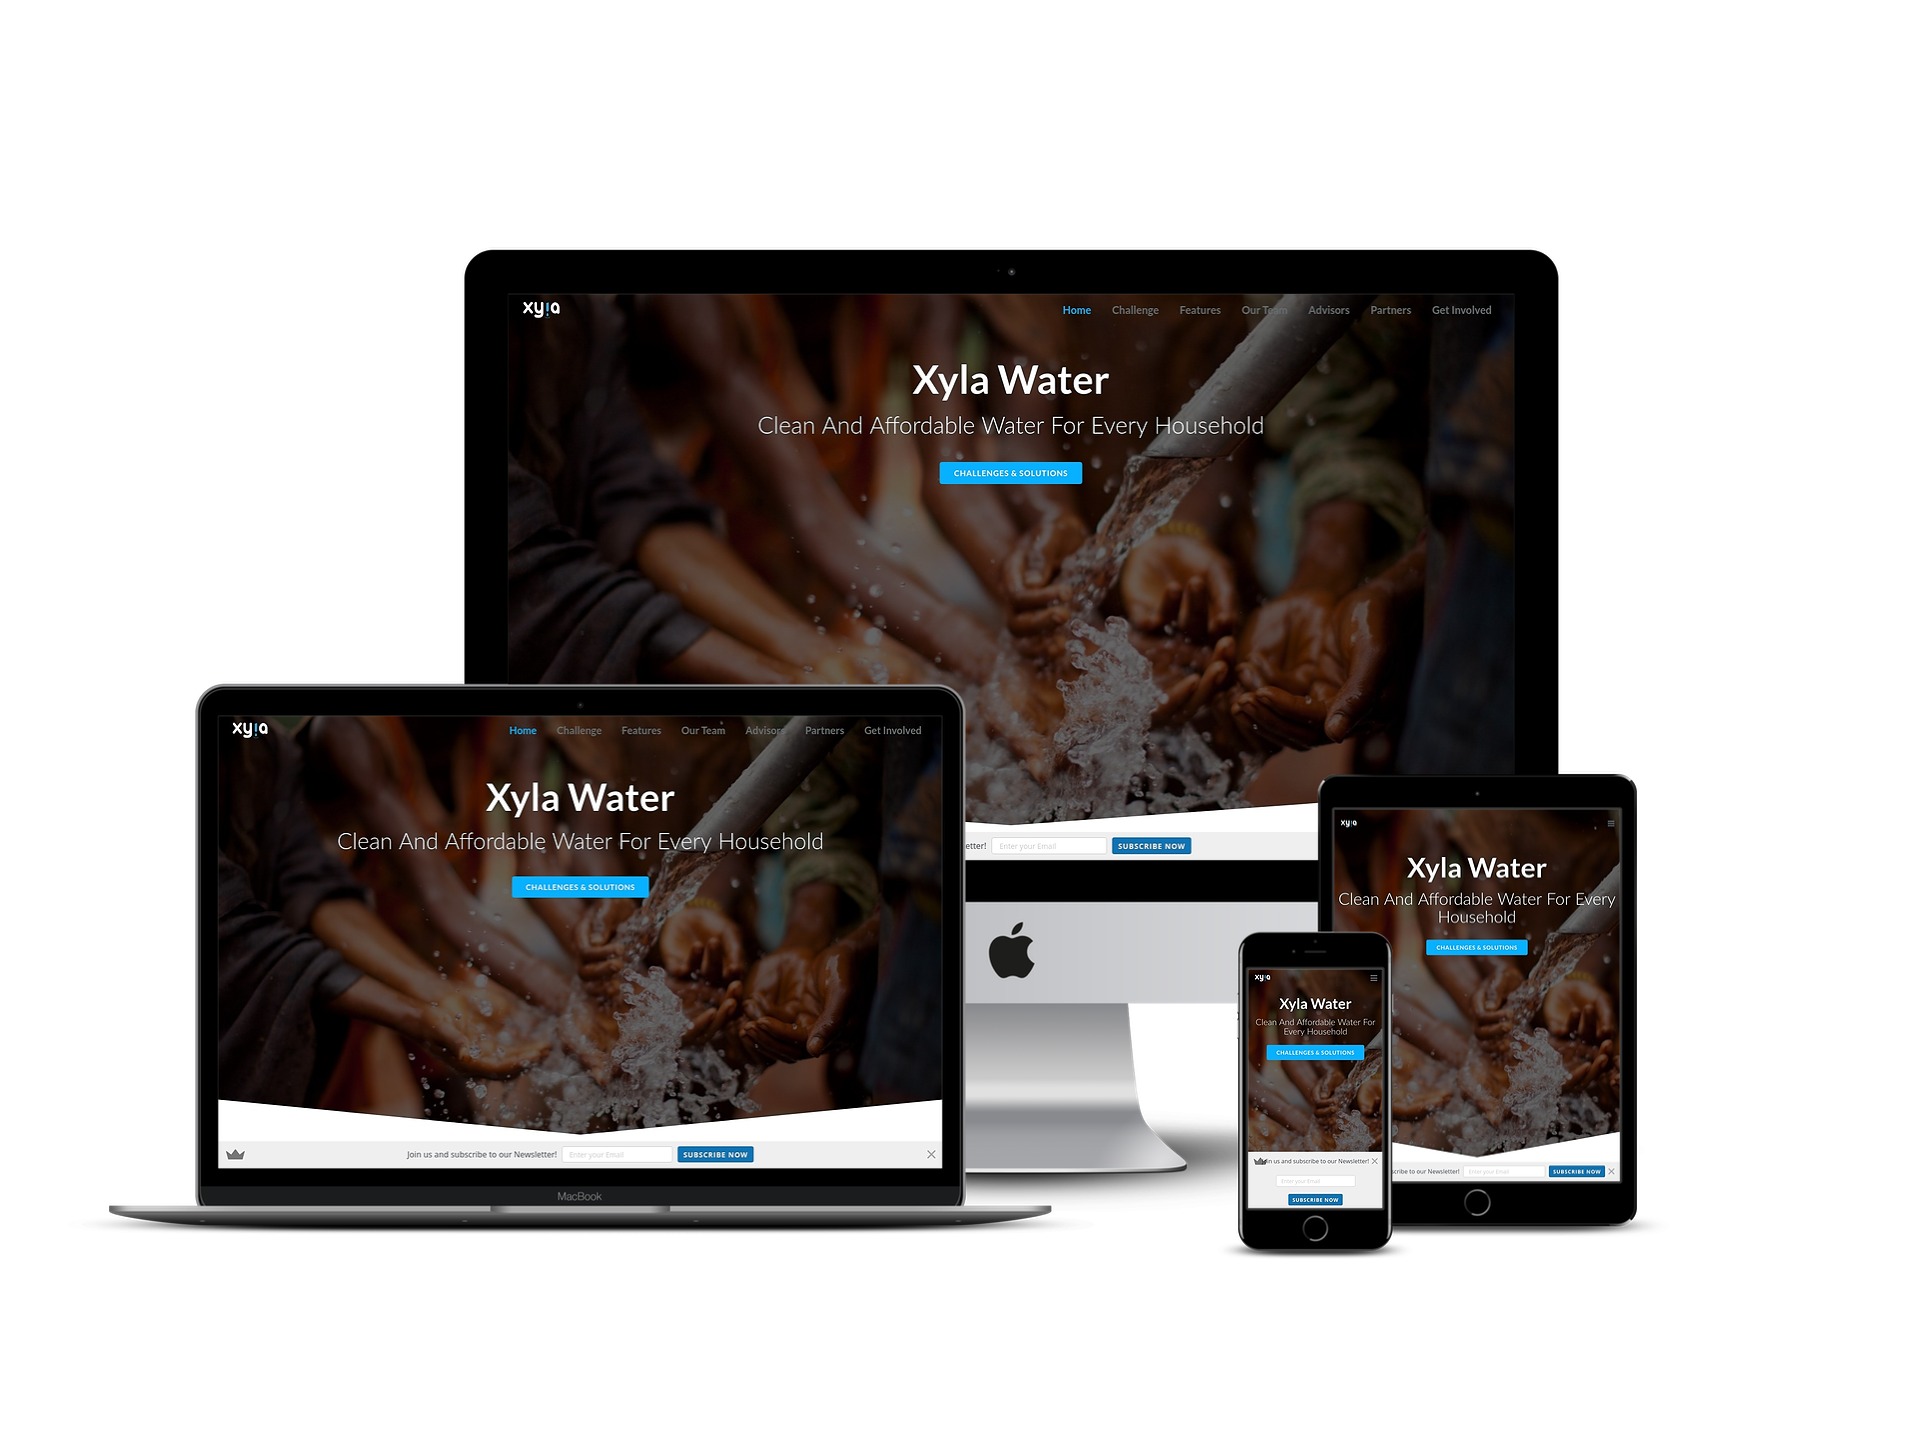 xyla
Home Challenge Features Our Team Advisors Partners Get Involved
Xyla Water
Clean And Affordable Water For Every Household
CHALLENGES & SOLUTIONS
etter! Enter your Email SUBSCRIBE NOW
xyla
Home Challenge Features Our Team Advisors Partners Get Involved
Xyla Water
Clean And Affordable Water For Every Household
CHALLENGES & SOLUTIONS
Join us and subscribe to our Newsletter! Enter your Email SUBSCRIBE NOW
MacBook
xyla
Xyla Water
Clean And Affordable Water For Every
Household
CHALLENGES & SOLUTIONS
scribe to our Newsletter! Enter your Email SUBSCRIBE NOW
xyla
Xyla Water
Clean And Affordable Water For
Every Household
CHALLENGES & SOLUTIONS
in us and subscribe to our Newsletter!
Enter your Email
SUBSCRIBE NOW